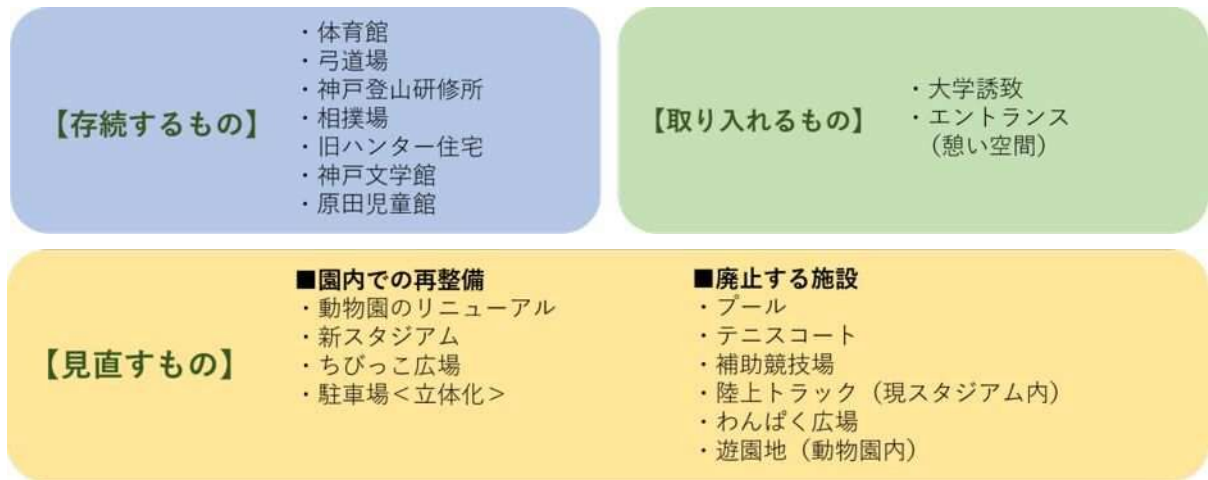 【存続するもの】
・体育館
・弓道場
・神戸登山研修所
・相撲場
・旧ハンター住宅
・神戸文学館
・原田児童館
【取り入れるもの】
・大学誘致
・エントランス
（憩い空間）
【見直すもの】
■園内での再整備
・動物園のリニューアル
・新スタジアム
・ちびっこ広場
・駐車場＜立体化＞
■廃止する施設
・プール
・テニスコート
・補助競技場
・陸上トラック（現スタジアム内）
・わんぱく広場
・遊園地（動物園内）